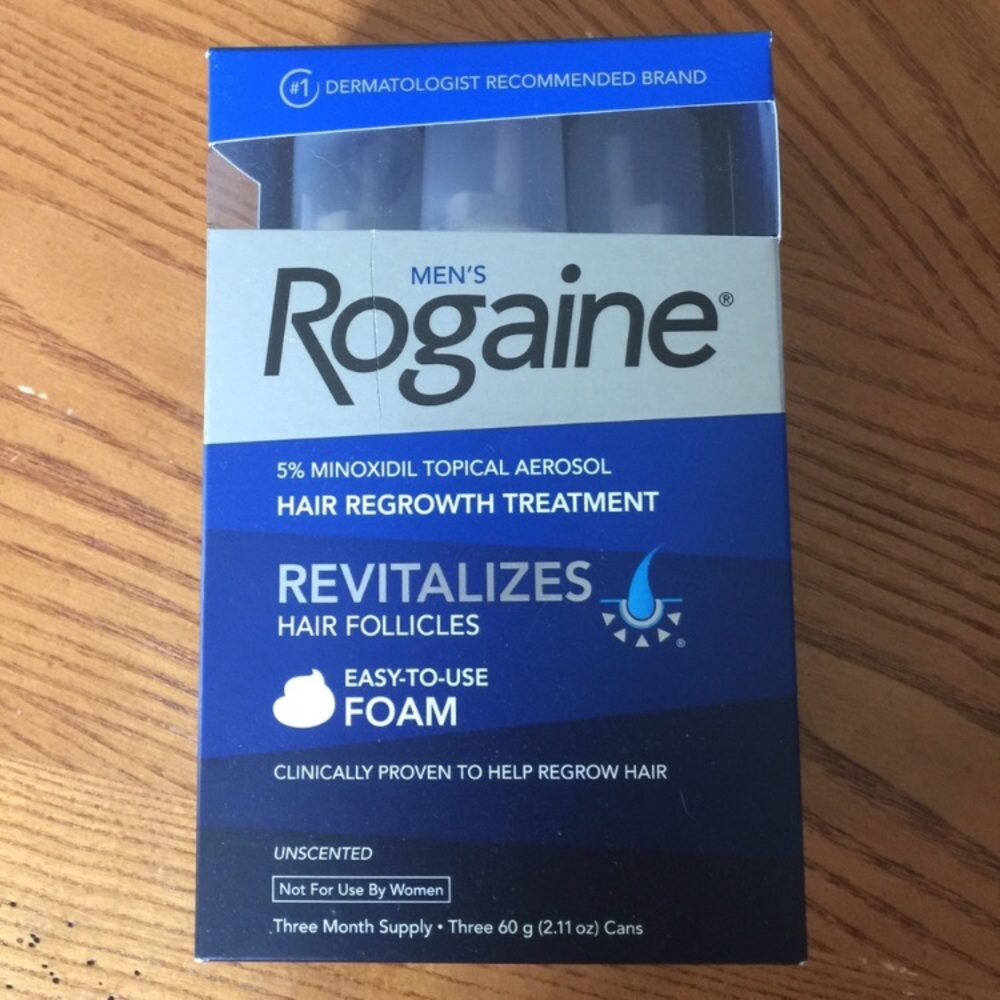 #1 DERMATOLOGIST RECOMMENDED BRAND
MEN'S
Rogaine®
5% MINOXIDIL TOPICAL AEROSOL
HAIR REGROWTH TREATMENT
REVITALIZES
HAIR FOLLICLES
®
EASY-TO-USE
FOAM
CLINICALLY PROVEN TO HELP REGROW HAIR
UNSCENTED
Not For Use By Women
Three Month Supply • Three 60 g (2.11 oz) Cans